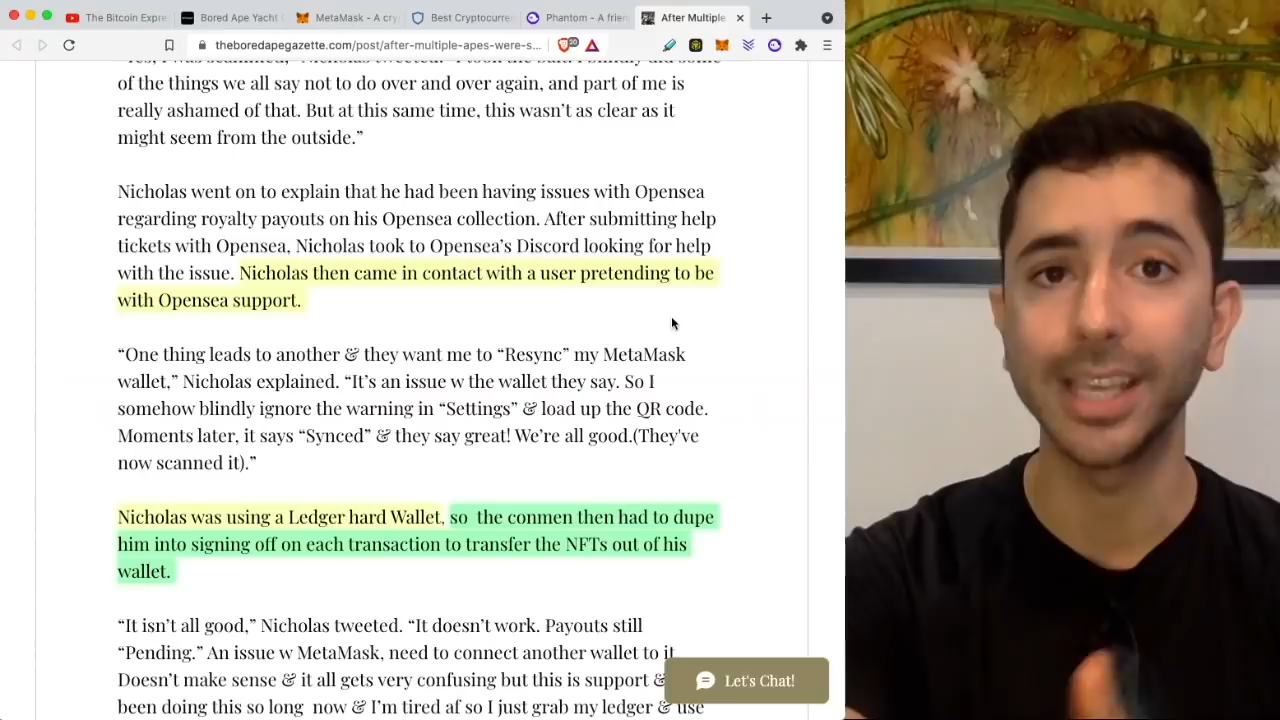 The Bitcoin Expre
Bored Ape Yacht C
MetaMask - A cry
Best Cryptocurre
Phantom - A frien
After Multiple
theboredapegazette.com/post/after-multiple-apes-were-s...
of the things we all say not to do over and over again, and part of me is
really ashamed of that. But at this same time, this wasn’t as clear as it
might seem from the outside.”
Nicholas went on to explain that he had been having issues with Opensea
regarding royalty payouts on his Opensea collection. After submitting help
tickets with Opensea, Nicholas took to Opensea’s Discord looking for help
with the issue. Nicholas then came in contact with a user pretending to be
with Opensea support.
“One thing leads to another & they want me to “Resync” my MetaMask
wallet,” Nicholas explained. “It’s an issue w the wallet they say. So I
somehow blindly ignore the warning in “Settings” & load up the QR code.
Moments later, it says “Synced” & they say great! We’re all good.(They've
now scanned it).”
Nicholas was using a Ledger hard Wallet, so the conmen then had to dupe
him into signing off on each transaction to transfer the NFTs out of his
wallet.
“It isn’t all good,” Nicholas tweeted. “It doesn’t work. Payouts still
“Pending.” An issue w MetaMask, need to connect another wallet to it
Doesn’t make sense & it all gets very confusing but this is support &
been doing this so long now & I’m tired af so I just grab my ledger & use
Let's Chat!